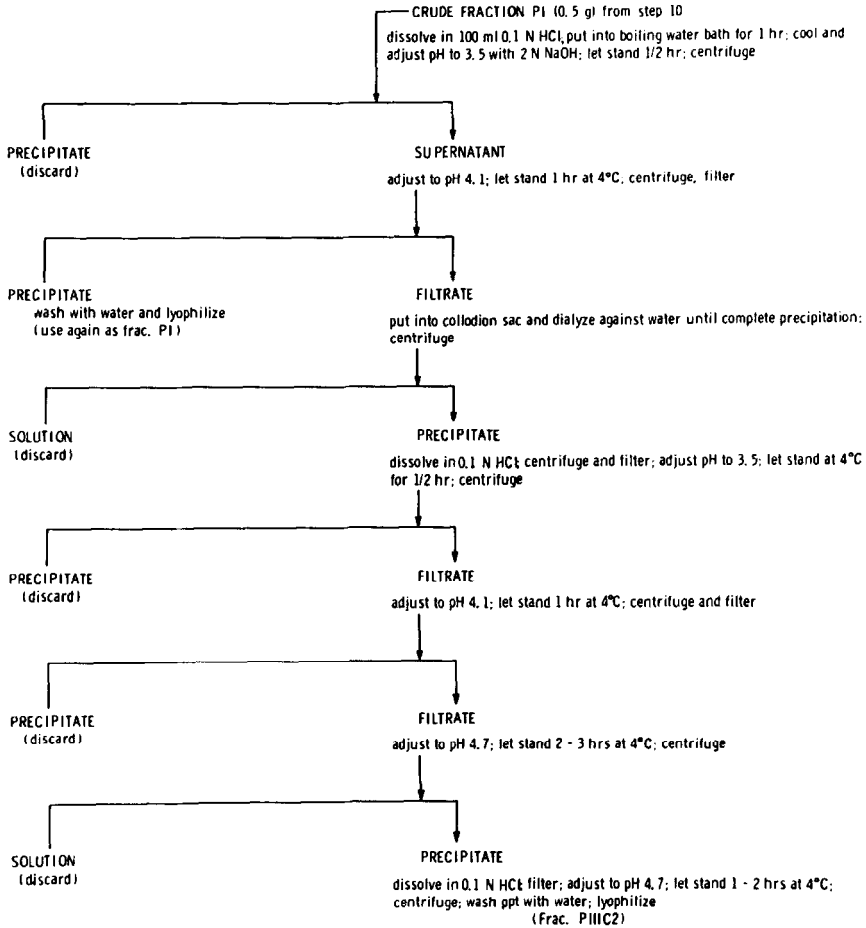 CRUDE FRACTION PI (0.5 g) from step 10
dissolve in 100 ml 0.1 N HCl, put into boiling water bath for 1 hr; cool and
adjust pH to 3.5 with 2 N NaOH; let stand 1/2 hr; centrifuge
PRECIPITATE
(discard)
SUPERNATANT
adjust to pH 4.1; let stand 1 hr at 4°C; centrifuge, filter
PRECIPITATE
wash with water and lyophilize
(use again as frac. PI)
FILTRATE
put into collodion sac and dialyze against water until complete precipitation;
centrifuge
SOLUTION
(discard)
PRECIPITATE
dissolve in 0.1 N HCl; centrifuge and filter; adjust pH to 3.5; let stand at 4°C
for 1/2 hr; centrifuge
PRECIPITATE
(discard)
FILTRATE
adjust to pH 4.1; let stand 1 hr at 4°C; centrifuge and filter
PRECIPITATE
(discard)
FILTRATE
adjust to pH 4.7; let stand 2 - 3 hrs at 4°C; centrifuge
SOLUTION
(discard)
PRECIPITATE
dissolve in 0.1 N HCl; filter; adjust to pH 4.7; let stand 1 - 2 hrs at 4°C;
centrifuge; wash ppt with water; lyophilize
(Frac. PIIIC2)